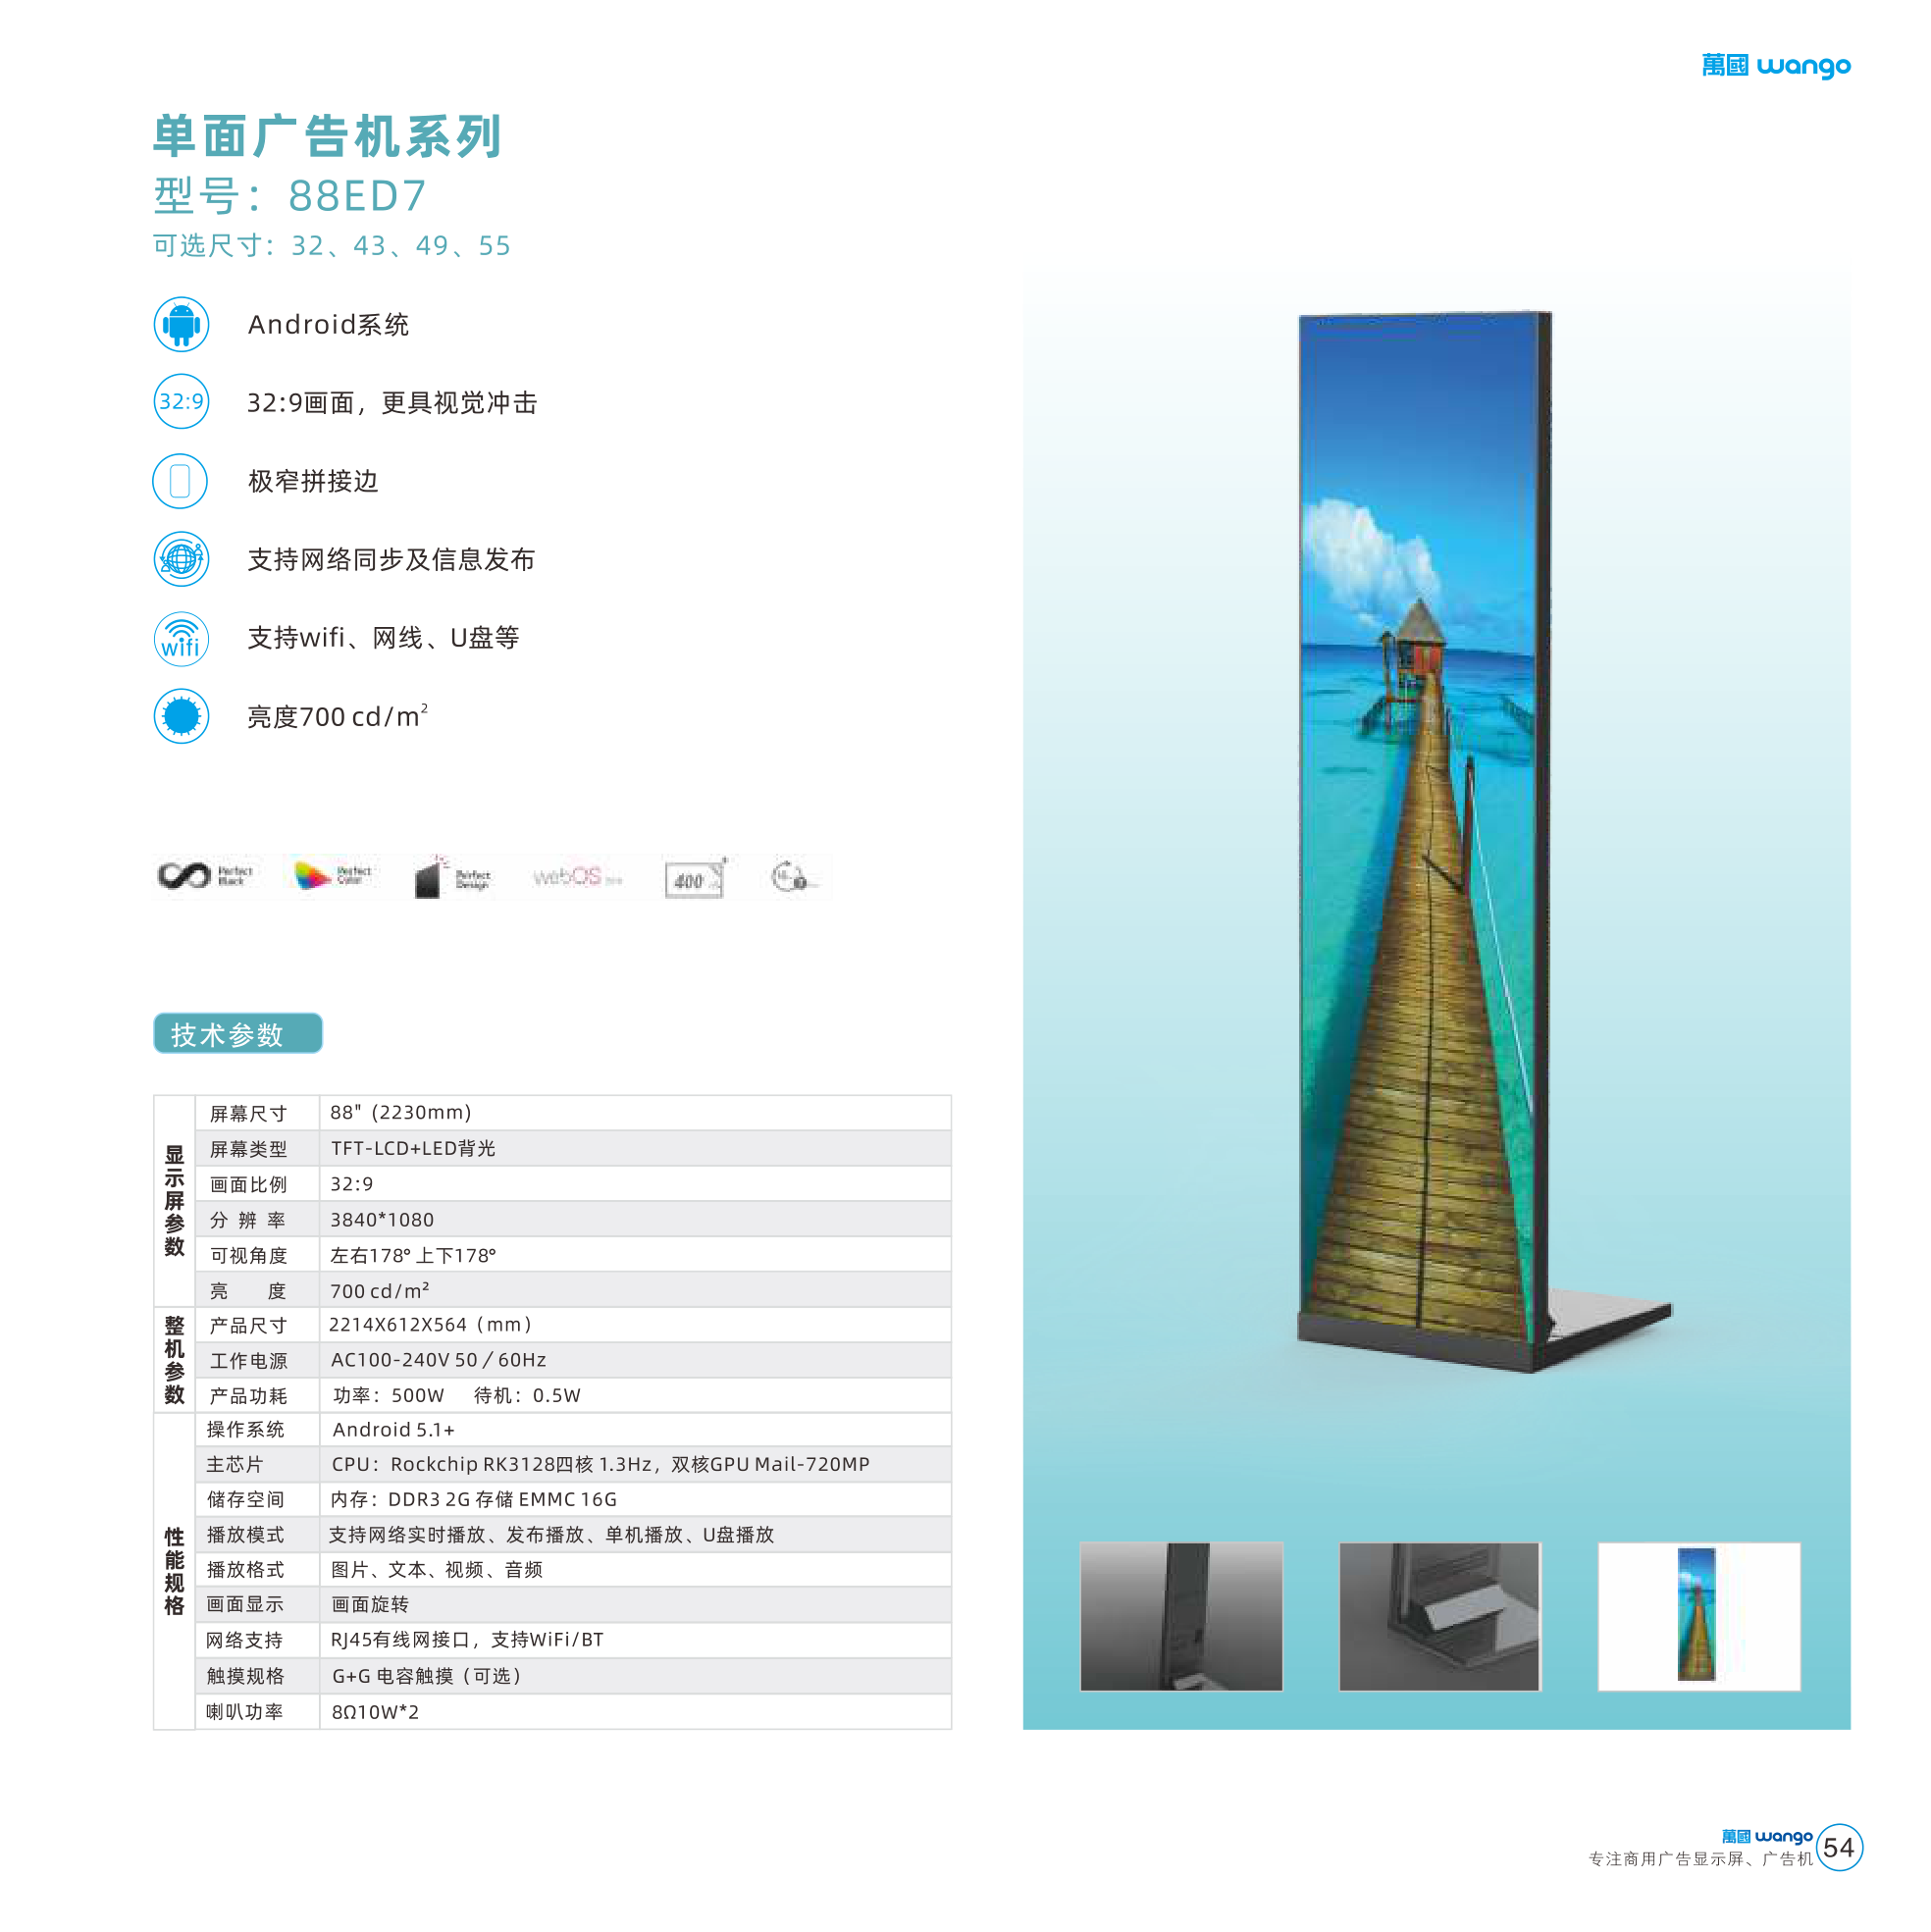 萬國 wango
单面广告机系列
型号：88ED7
可选尺寸：32、43、49、55
Android系统
32:9
32:9画面，更具视觉冲击
极窄拼接边
支持网络同步及信息发布
wifi
支持wifi、网线、U盘等
亮度700 cd/m²
Perfect Black
Perfect Color
Perfect Design
webOS
400
技术参数
显示屏参数
屏幕尺寸 88" (2230mm)
屏幕类型 TFT-LCD+LED背光
画面比例 32:9
分 辨 率 3840*1080
可视角度 左右178° 上下178°
亮 度 700 cd/m²
整机参数
产品尺寸 2214X612X564（mm）
工作电源 AC100-240V 50／60Hz
产品功耗 功率：500W 待机：0.5W
性能规格
操作系统 Android 5.1+
主芯片 CPU：Rockchip RK3128四核 1.3Hz，双核GPU Mail-720MP
储存空间 内存：DDR3 2G 存储 EMMC 16G
播放模式 支持网络实时播放、发布播放、单机播放、U盘播放
播放格式 图片、文本、视频、音频
画面显示 画面旋转
网络支持 RJ45有线网接口，支持WiFi/BT
触摸规格 G+G 电容触摸（可选）
喇叭功率 8Ω10W*2
萬國 wango
专注商用广告显示屏、广告机
54